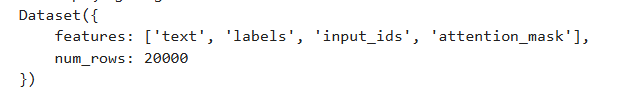 Dataset({
    features: ['text', 'labels', 'input_ids', 'attention_mask'],
    num_rows: 20000
})